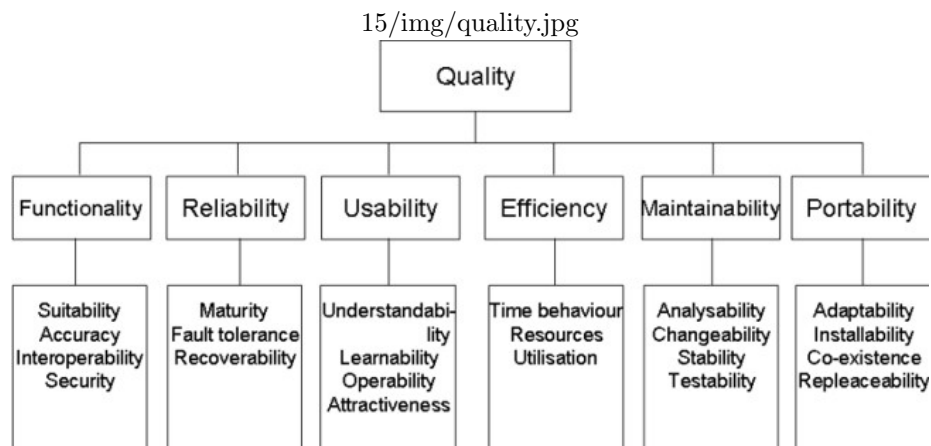 15/img/quality.jpg
Quality
Functionality
Reliability
Usability
Efficiency
Maintainability
Portability
Suitability
Accuracy
Interoperability
Security
Maturity
Fault tolerance
Recoverability
Understandabi-
lity
Learnability
Operability
Attractiveness
Time behaviour
Resources
Utilisation
Analysability
Changeability
Stability
Testability
Adaptability
Installability
Co-existence
Repleaceability